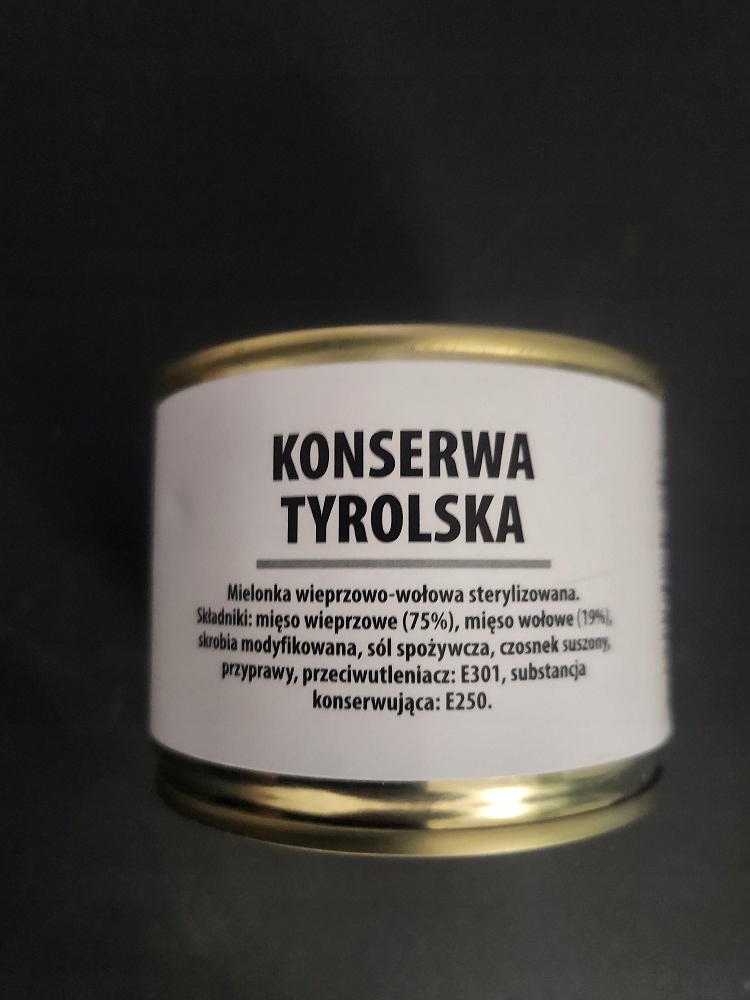 KONSERWA
TYROLSKA
Mielonka wieprzowo-wołowa sterylizowana.
Składniki: mięso wieprzowe (75%), mięso wołowe (19%),
skrobia modyfikowana, sól spożywcza, czosnek suszony,
przyprawy, przeciwutleniacz: E301, substancja
konserwująca: E250.